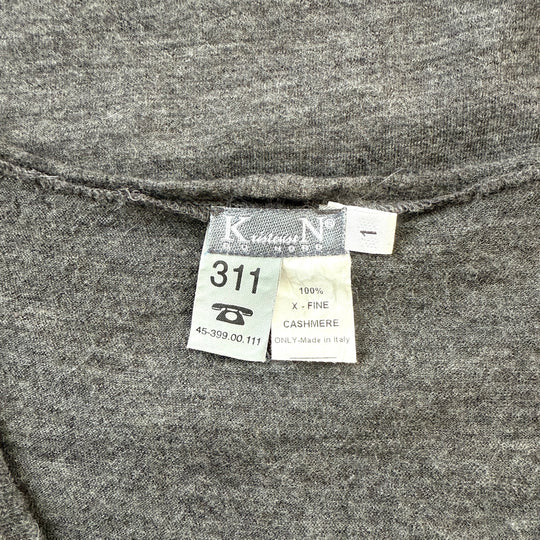 Kristensen N®
311
45-399.00.111
100%
X - FINE
CASHMERE
ONLY-Made in Italy
1